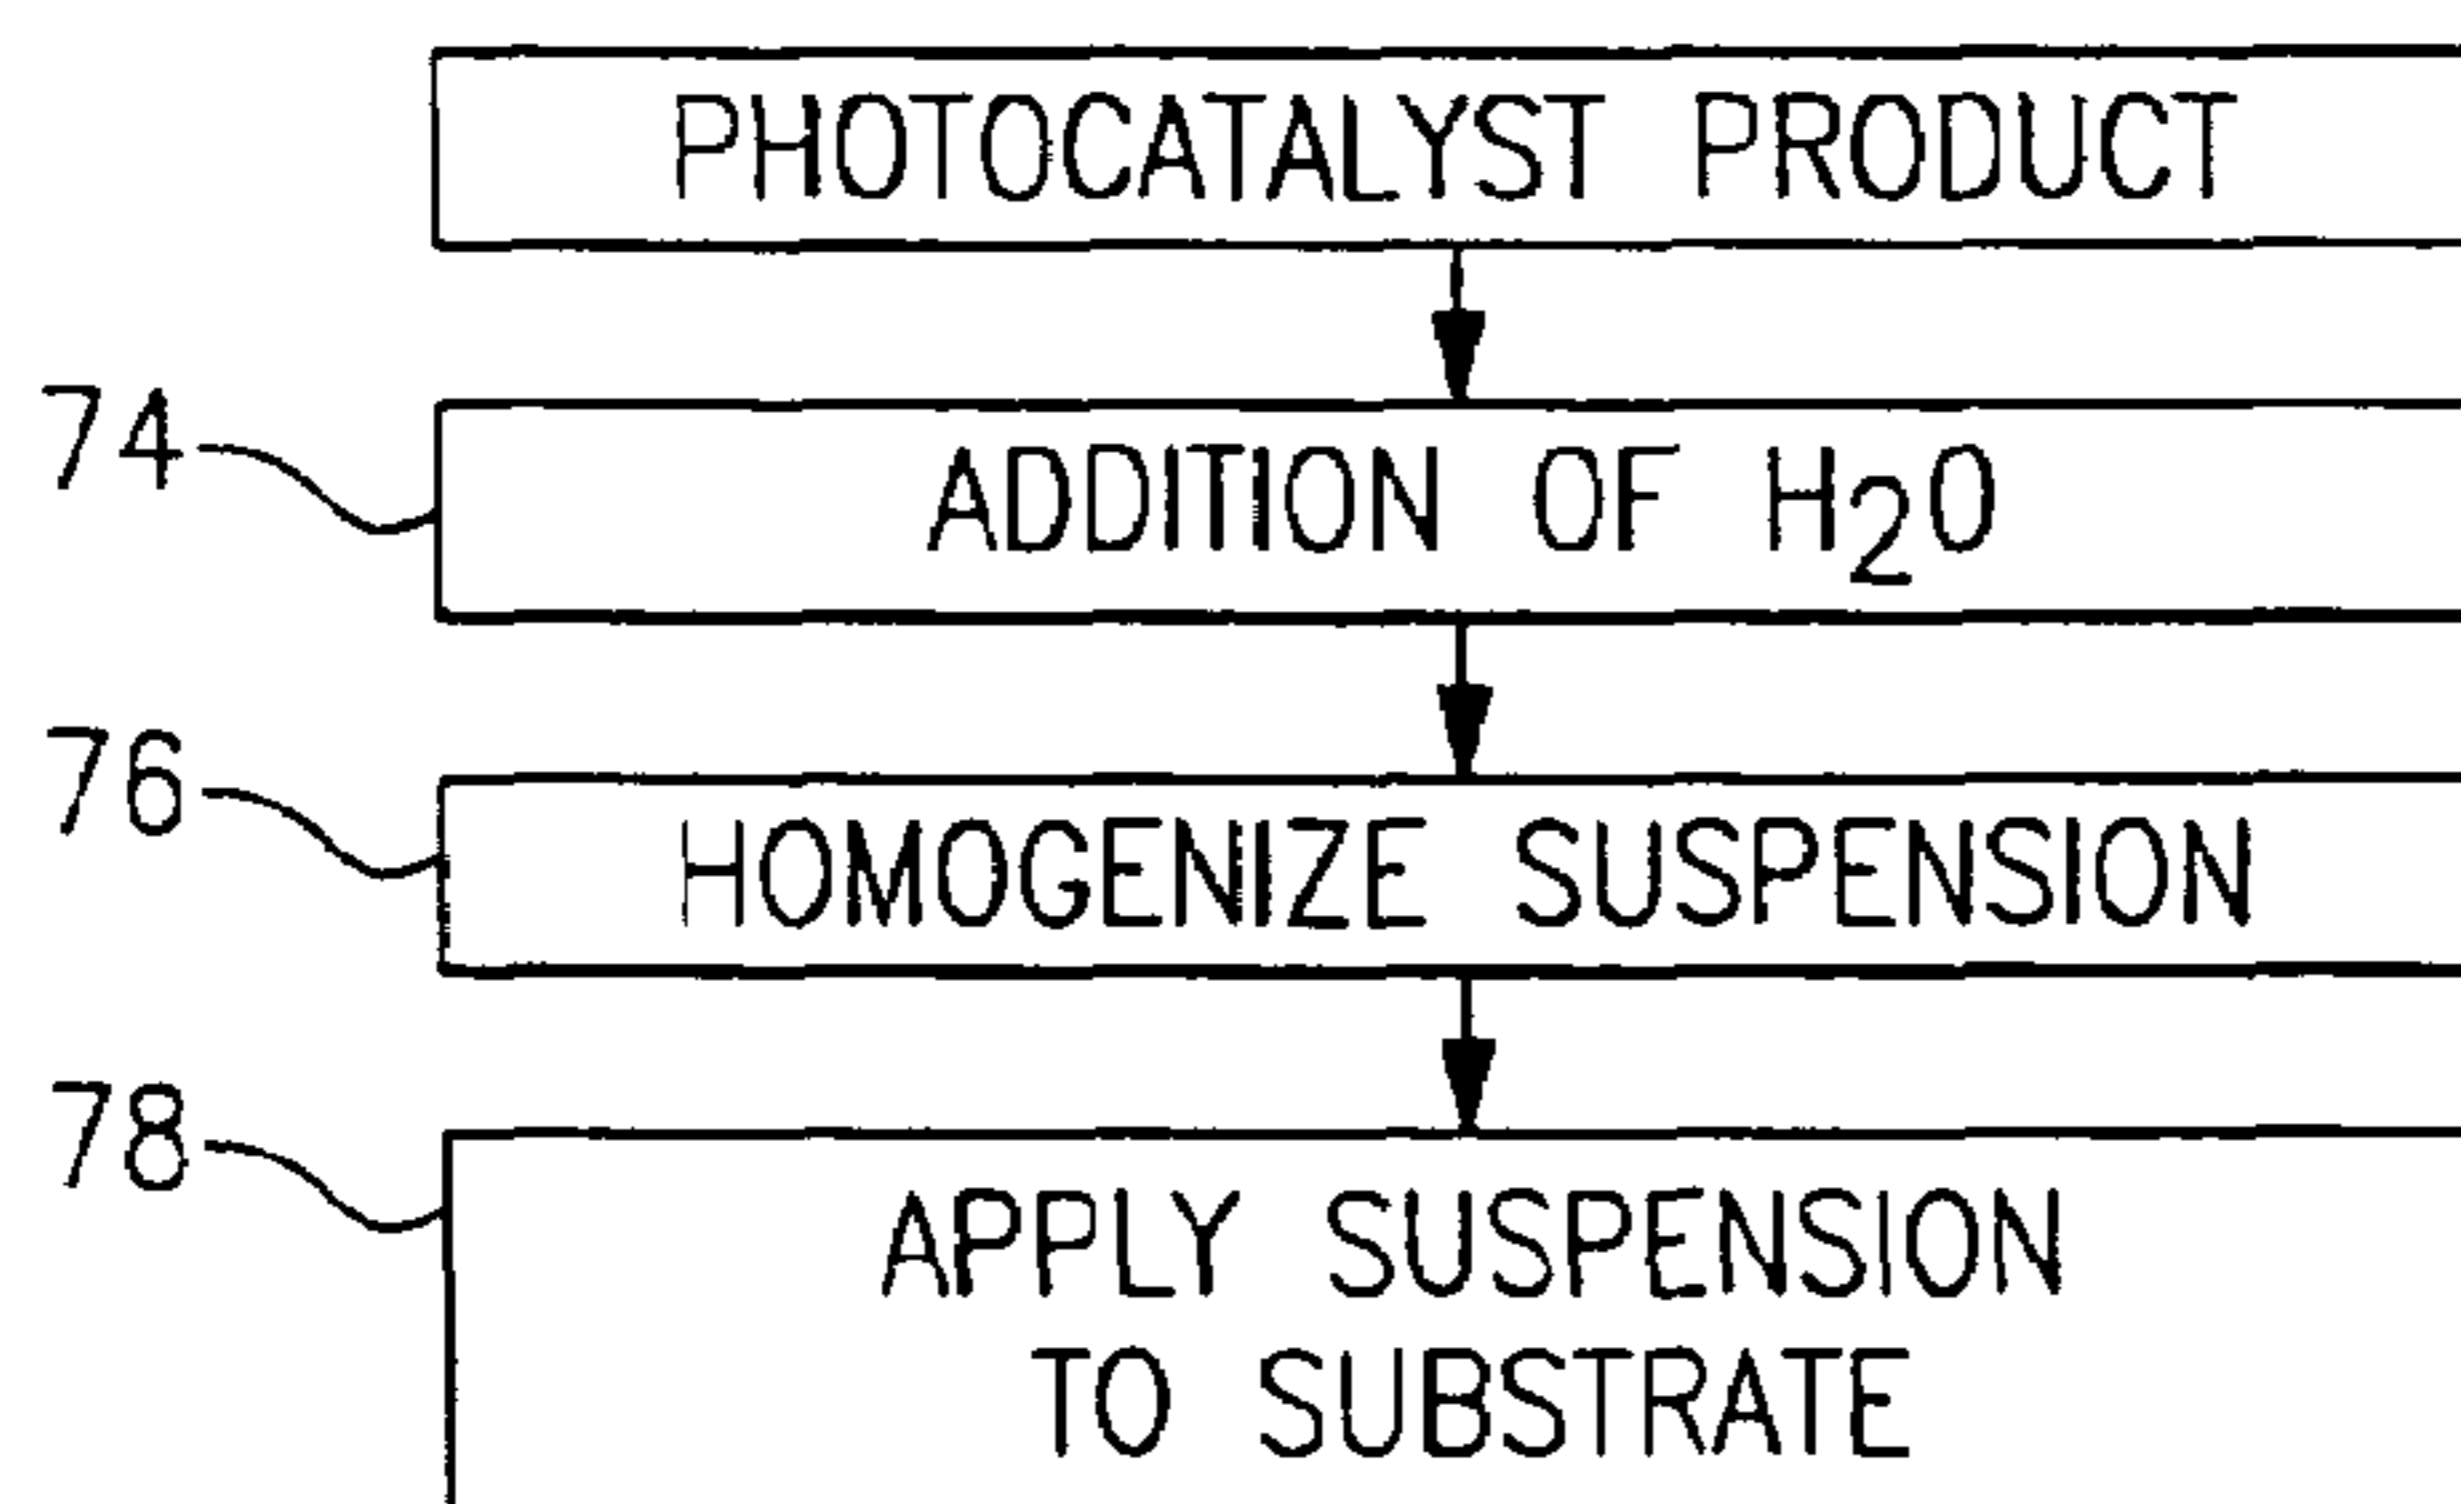 PHOTOCATALYST PRODUCT
74
ADDITION OF H₂O
76
HOMOGENIZE SUSPENSION
78
APPLY SUSPENSION
TO SUBSTRATE